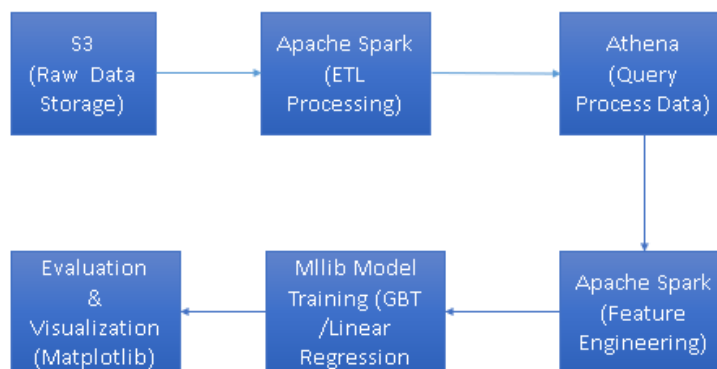 S3
(Raw Data
Storage)
Apache Spark
(ETL
Processing)
Athena
(Query
Process Data)
Evaluation
&
Visualization
(Matplotlib)
Mllib Model
Training (GBT
/Linear
Regression
Apache Spark
(Feature
Engineering)